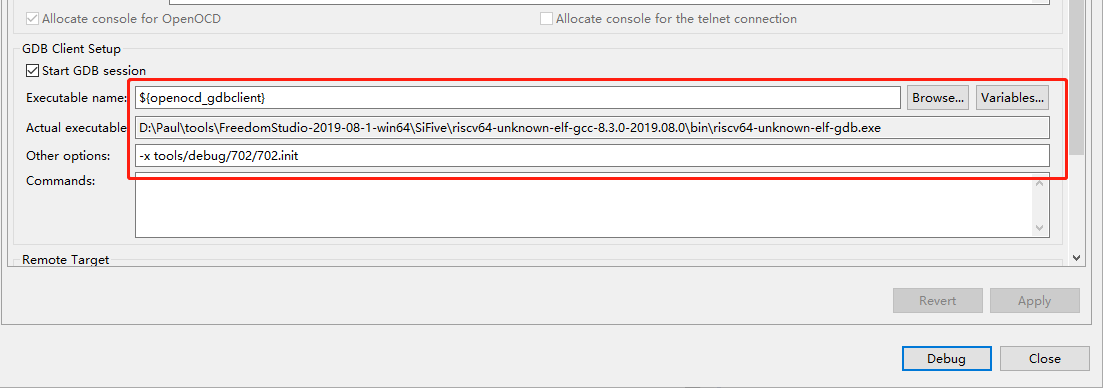 Allocate console for OpenOCD Allocate console for the telnet connection
GDB Client Setup
Start GDB session
Executable name: ${openocd_gdbclient} Browse... Variables...
Actual executable D:\Paul\tools\FreedomStudio-2019-08-1-win64\SiFive\riscv64-unknown-elf-gcc-8.3.0-2019.08.0\bin\riscv64-unknown-elf-gdb.exe
Other options: -x tools/debug/702/702.init
Commands:
Remote Target
Revert Apply
Debug Close